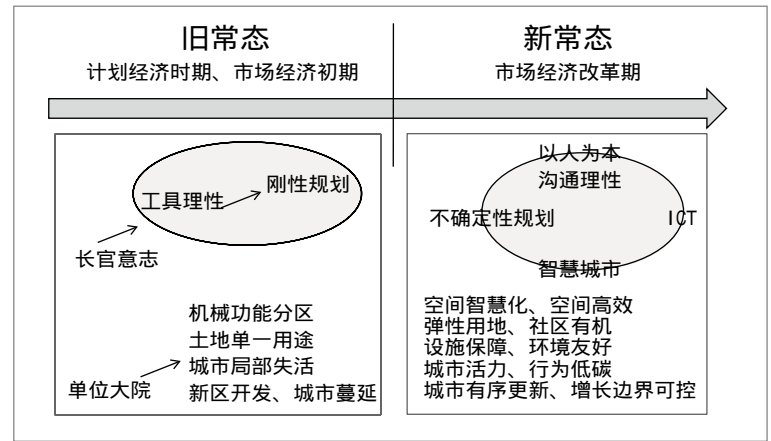 旧常态
计划经济时期、市场经济初期
新常态
市场经济改革期
刚性规划
工具理性
长官意志
机械功能分区
土地单一用途
城市局部失活
单位大院
新区开发、城市蔓延
以人为本
沟通理性
不确定性规划
ICT
智慧城市
空间智慧化、空间高效
弹性用地、社区有机
设施保障、环境友好
城市活力、行为低碳
城市有序更新、增长边界可控